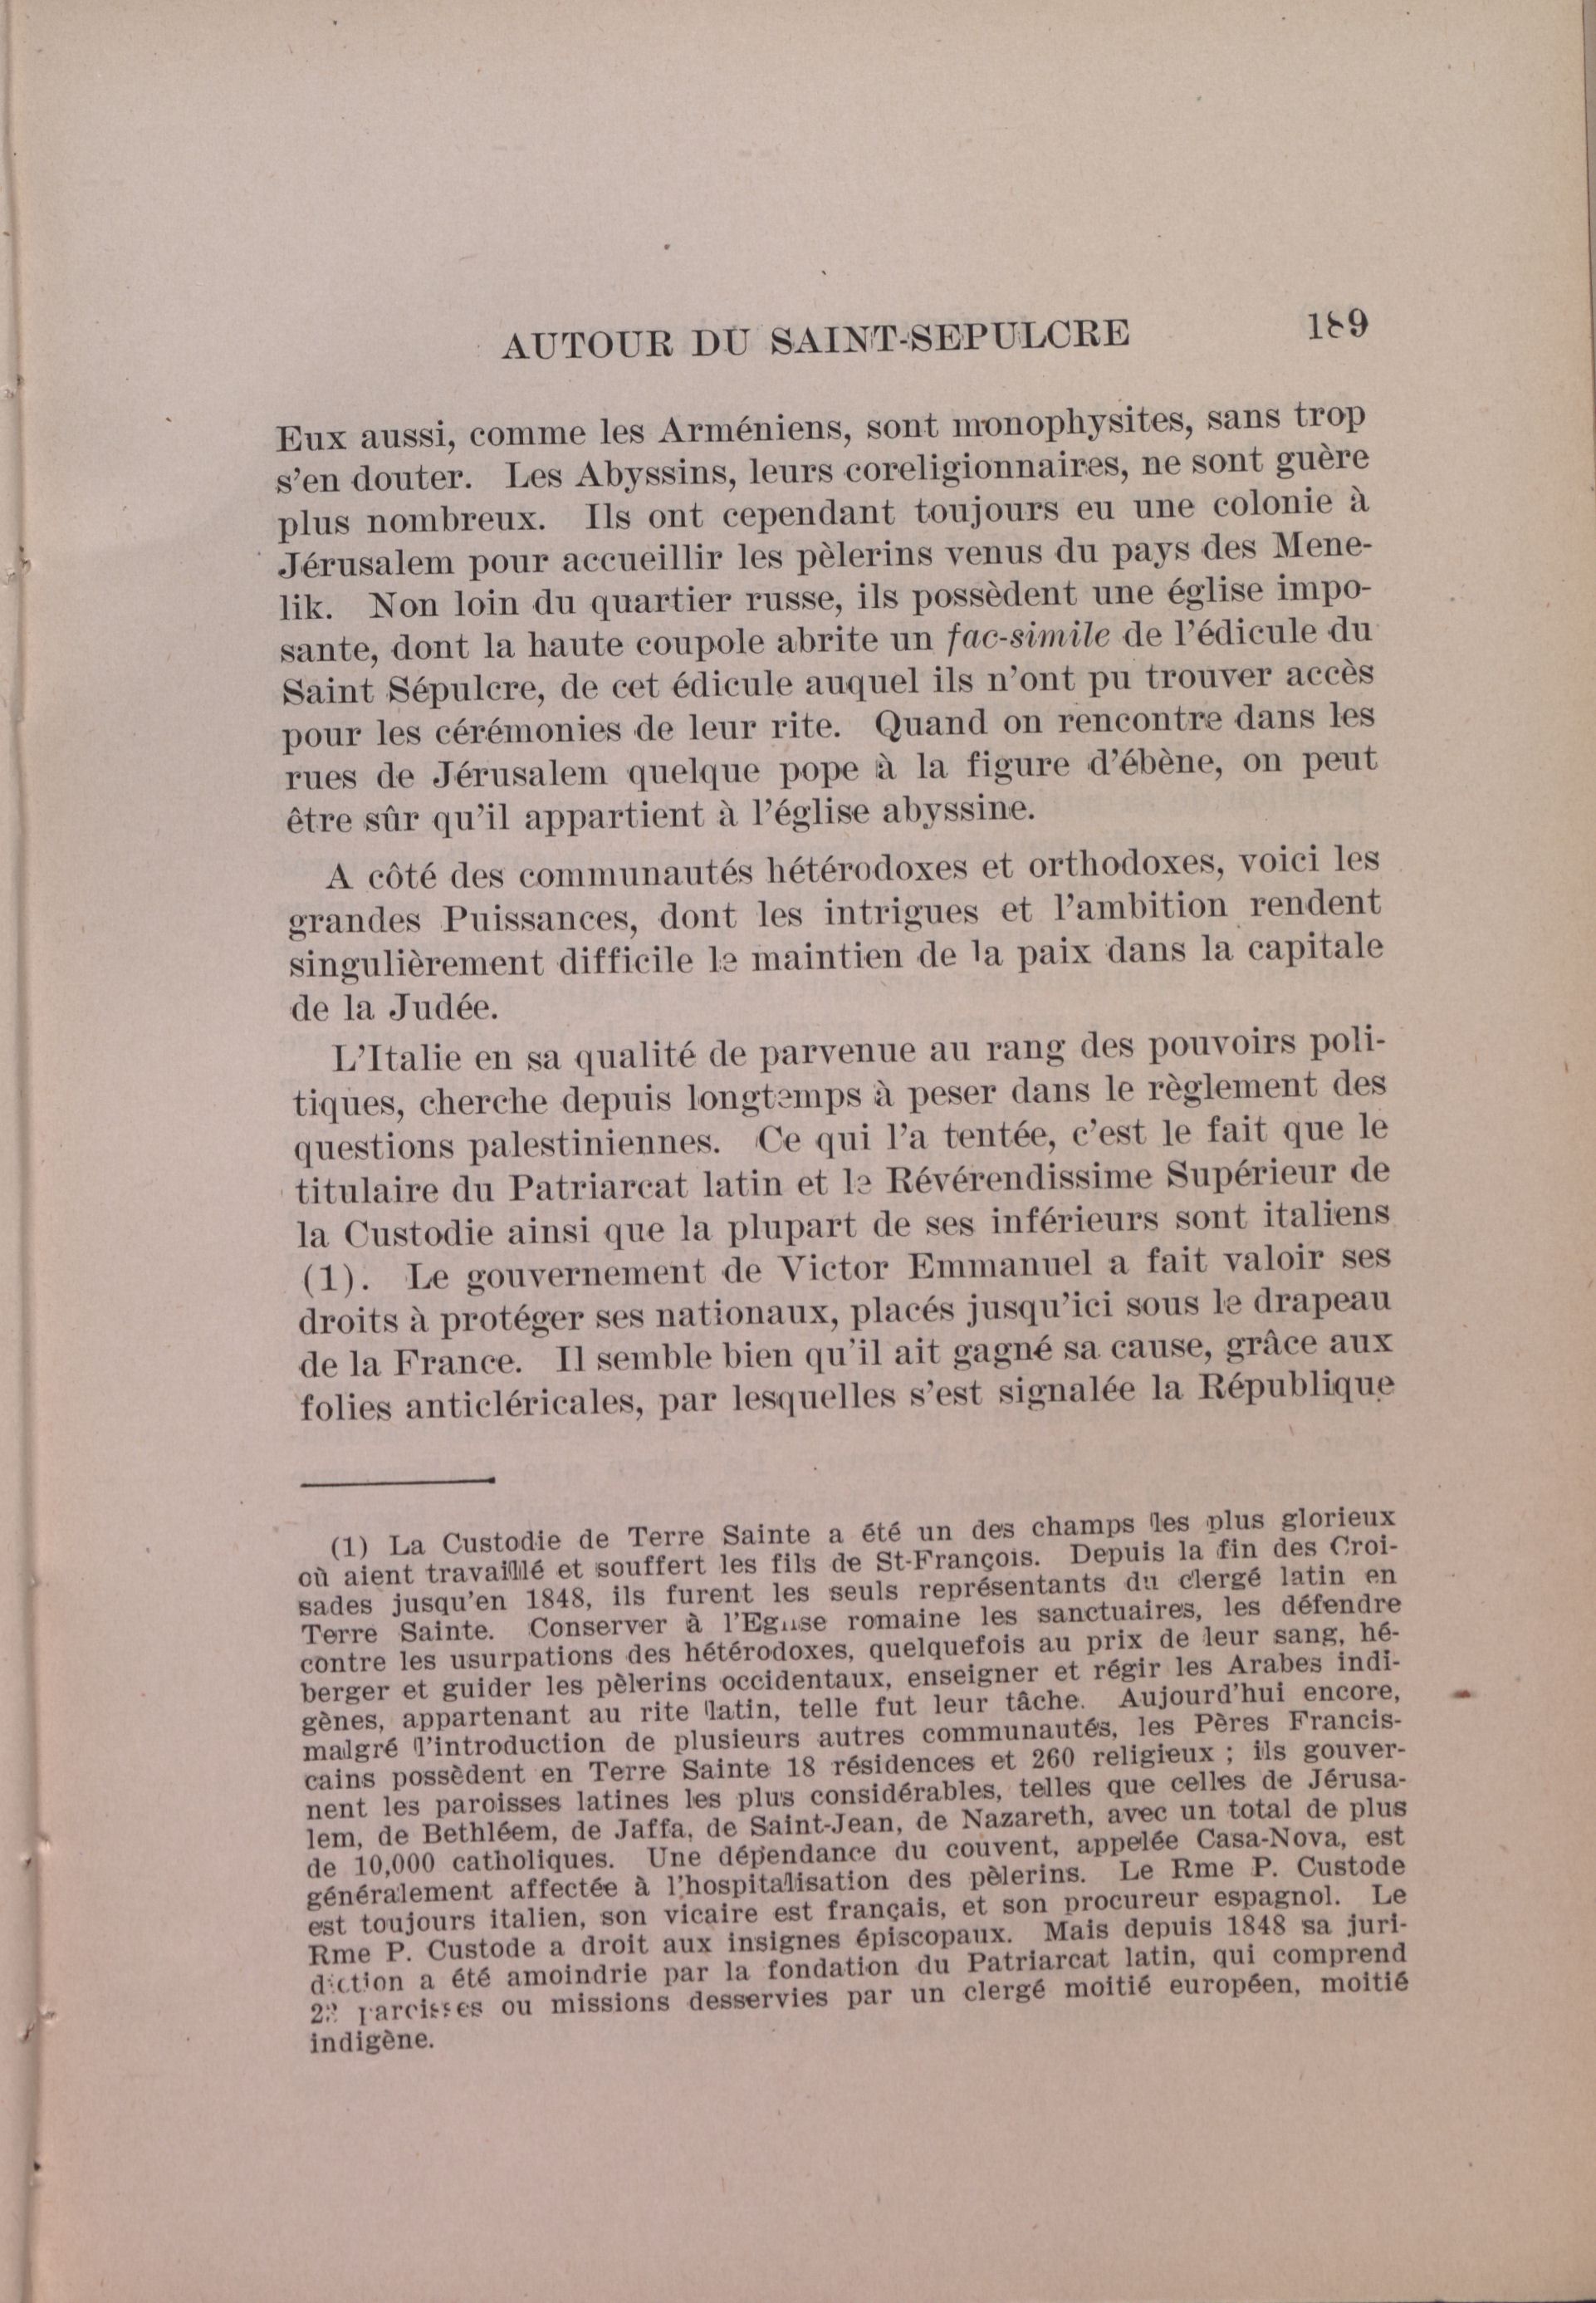 AUTOUR DU SAINT-SEPULCRE 189
Eux aussi, comme les Arméniens, sont monophysites, sans trop
s'en douter. Les Abyssins, leurs coreligionnaires, ne sont guère
plus nombreux. Ils ont cependant toujours eu une colonie à
Jérusalem pour accueillir les pèlerins venus du pays des Mene-
lik. Non loin du quartier russe, ils possèdent une église impo-
sante, dont la haute coupole abrite un fac-simile de l'édicule du
Saint Sépulcre, de cet édicule auquel ils n'ont pu trouver accès
pour les cérémonies de leur rite. Quand on rencontre dans les
rues de Jérusalem quelque pope à la figure d'ébène, on peut
être sûr qu'il appartient à l'église abyssine.
A côté des communautés hétérodoxes et orthodoxes, voici les
grandes Puissances, dont les intrigues et l'ambition rendent
singulièrement difficile le maintien de la paix dans la capitale
de la Judée.
L'Italie en sa qualité de parvenue au rang des pouvoirs poli-
tiques, cherche depuis longtemps à peser dans le règlement des
questions palestiniennes. Ce qui l'a tentée, c'est le fait que le
titulaire du Patriarcat latin et le Révérendissime Supérieur de
la Custodie ainsi que la plupart de ses inférieurs sont italiens
(1). Le gouvernement de Victor Emmanuel a fait valoir ses
droits à protéger ses nationaux, placés jusqu'ici sous le drapeau
de la France. Il semble bien qu'il ait gagné sa cause, grâce aux
folies anticléricales, par lesquelles s'est signalée la République
(1) La Custodie de Terre Sainte a été un des champs les plus glorieux
où aient travaillé et souffert les fils de St-François. Depuis la fin des Croi-
sades jusqu'en 1848, ils furent les seuls représentants du clergé latin en
Terre Sainte. Conserver à l'Eglise romaine les sanctuaires, les défendre
contre les usurpations des hétérodoxes, quelquefois au prix de leur sang, hé-
berger et guider les pèlerins occidentaux, enseigner et régir les Arabes indi-
gènes, appartenant au rite latin, telle fut leur tâche. Aujourd'hui encore,
malgré l'introduction de plusieurs autres communautés, les Pères Francis-
cains possèdent en Terre Sainte 18 résidences et 260 religieux ; ils gouver-
nent les paroisses latines les plus considérables, telles que celles de Jérusa-
lem, de Bethléem, de Jaffa, de Saint-Jean, de Nazareth, avec un total de plus
de 10,000 catholiques. Une dépendance du couvent, appelée Casa-Nova, est
généralement affectée à l'hospitalisation des pèlerins. Le Rme P. Custode
est toujours italien, son vicaire est français, et son procureur espagnol. Le
Rme P. Custode a droit aux insignes épiscopaux. Mais depuis 1848 sa juri-
diction a été amoindrie par la fondation du Patriarcat latin, qui comprend
paroisses ou missions desservies par un clergé moitié européen, moitié
indigène.